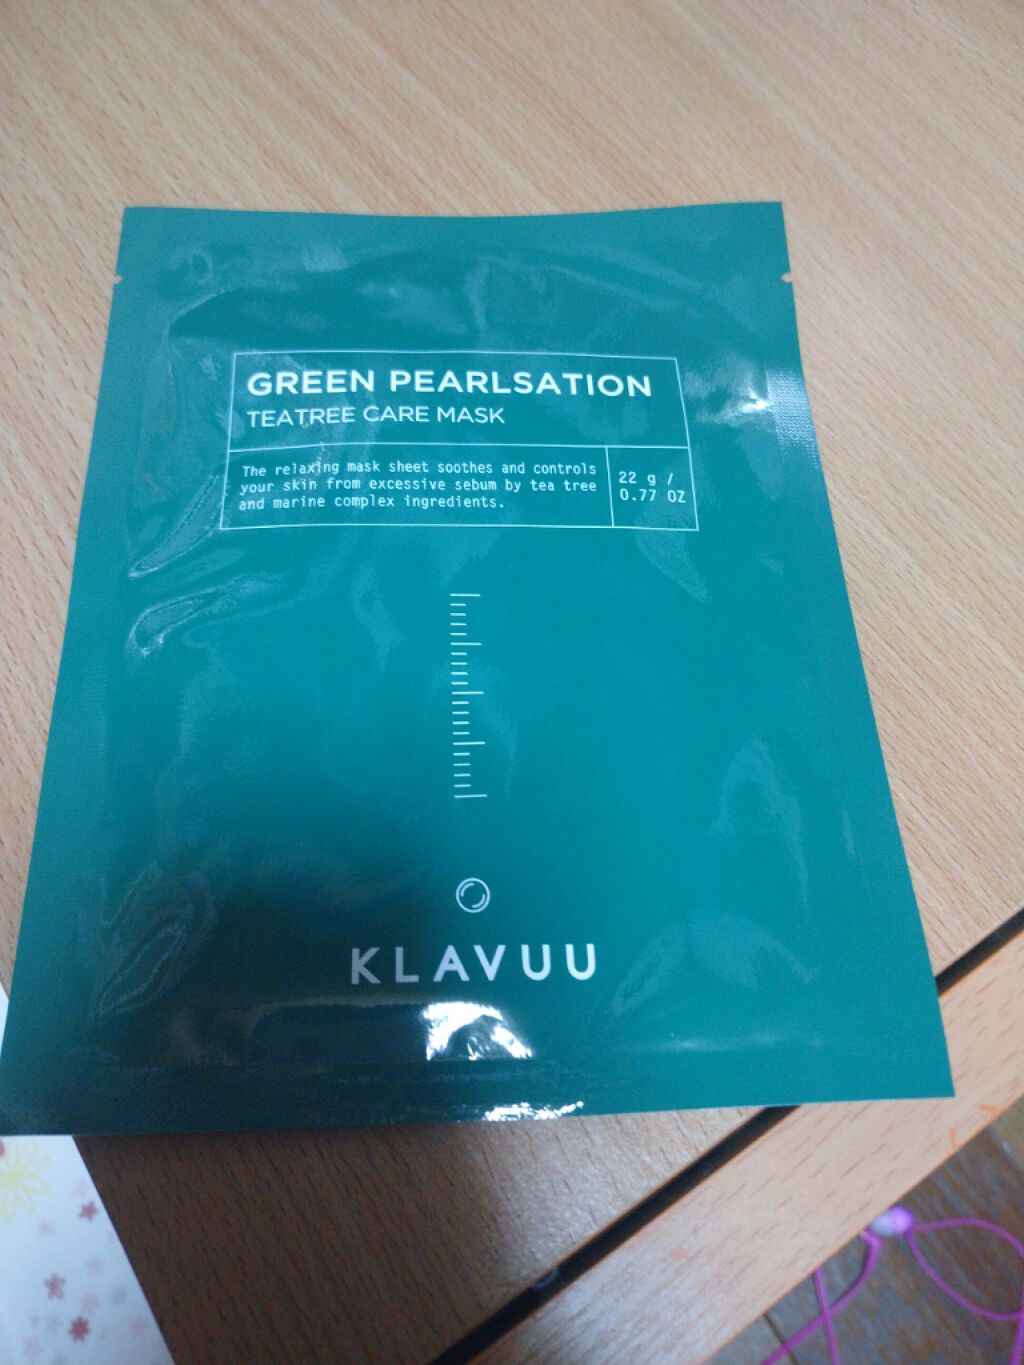 GREEN PEARLSATION
TEATREE CARE MASK
The relaxing mask sheet soothes and controls
your skin from excessive sebum by tea tree
and marine complex ingredients.
22 g /
0.77 OZ
KLAVUU